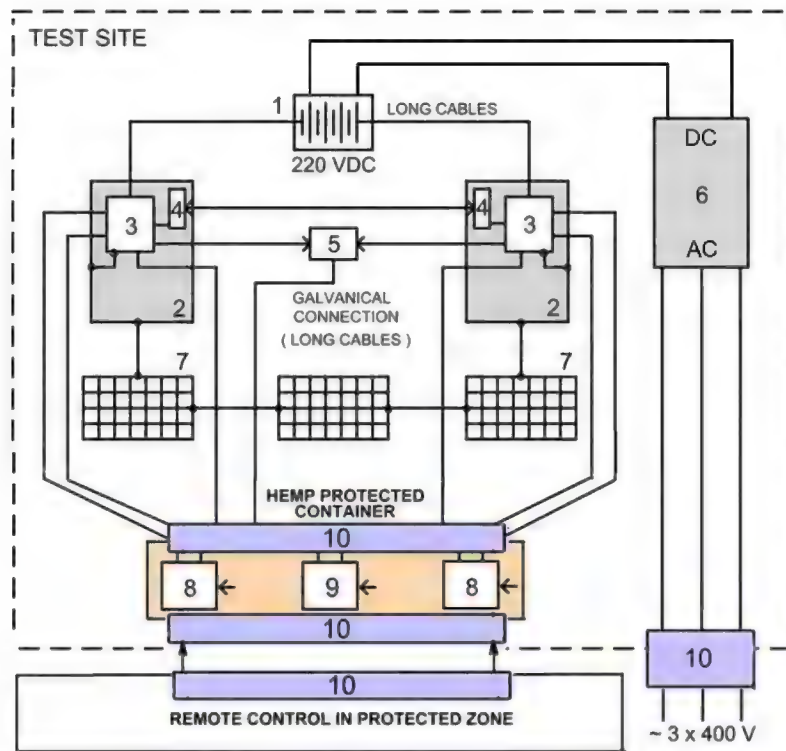 TEST SITE
1
LONG CABLES
220 VDC
DC
6
AC
3
4
4
3
5
GALVANICAL
CONNECTION
( LONG CABLES )
2
2
7
7
HEMP PROTECTED
CONTAINER
10
8
9
8
10
10
10
REMOTE CONTROL IN PROTECTED ZONE
~ 3 x 400 V